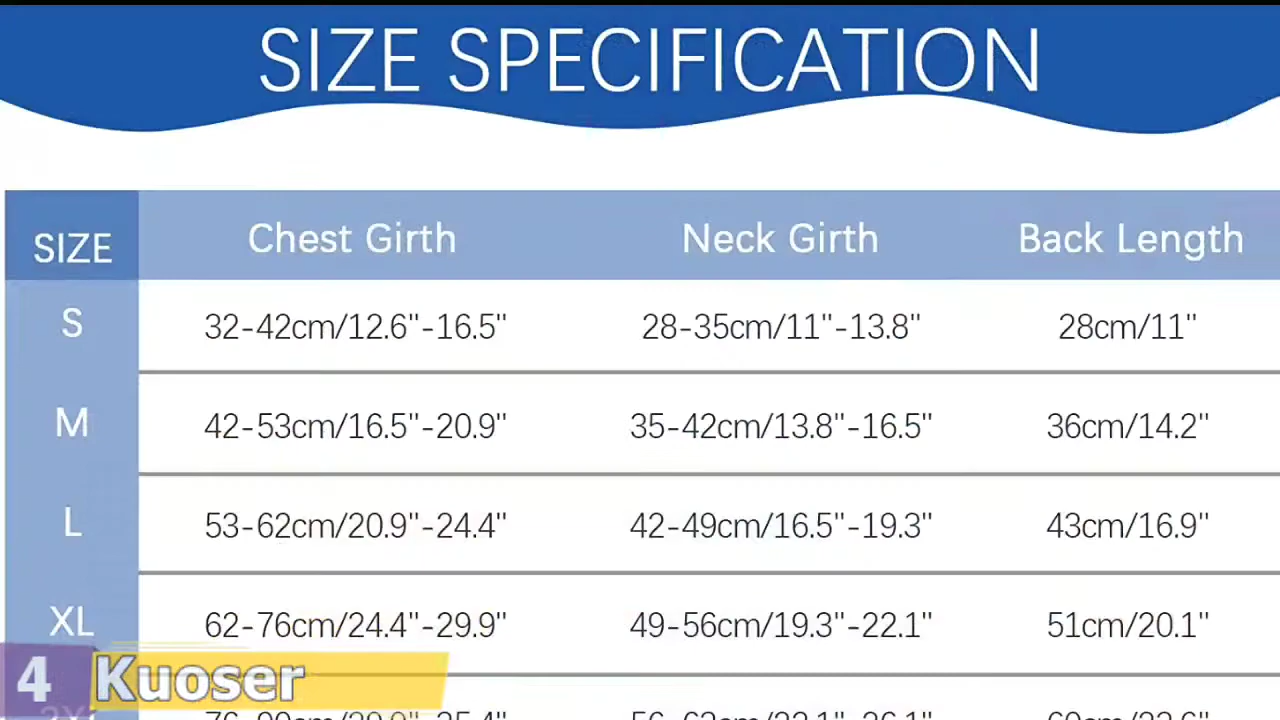 SIZE SPECIFICATION
SIZE Chest Girth Neck Girth Back Length
S 32-42cm/12.6"-16.5" 28-35cm/11"-13.8" 28cm/11"
M 42-53cm/16.5"-20.9" 35-42cm/13.8"-16.5" 36cm/14.2"
L 53-62cm/20.9"-24.4" 42-49cm/16.5"-19.3" 43cm/16.9"
XL 62-76cm/24.4"-29.9" 49-56cm/19.3"-22.1" 51cm/20.1"
4 Kuoser